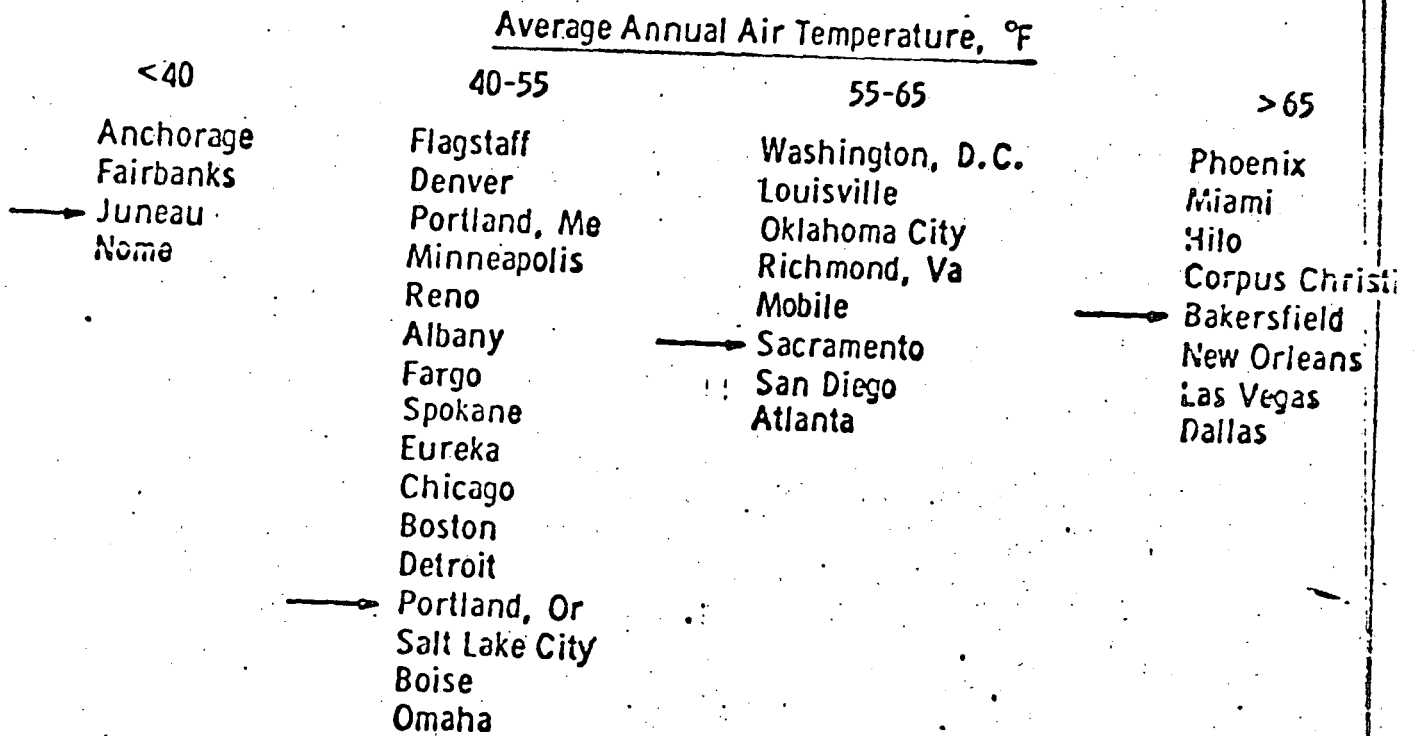 Average Annual Air Temperature, °F
<40
Anchorage
Fairbanks
Juneau
Nome
40-55
Flagstaff
Denver
Portland, Me
Minneapolis
Reno
Albany
Fargo
Spokane
Eureka
Chicago
Boston
Detroit
Portland, Or
Salt Lake City
Boise
Omaha
55-65
Washington, D.C.
Louisville
Oklahoma City
Richmond, Va
Mobile
Sacramento
San Diego
Atlanta
>65
Phoenix
Miami
Hilo
Corpus Christi
Bakersfield
New Orleans
Las Vegas
Dallas